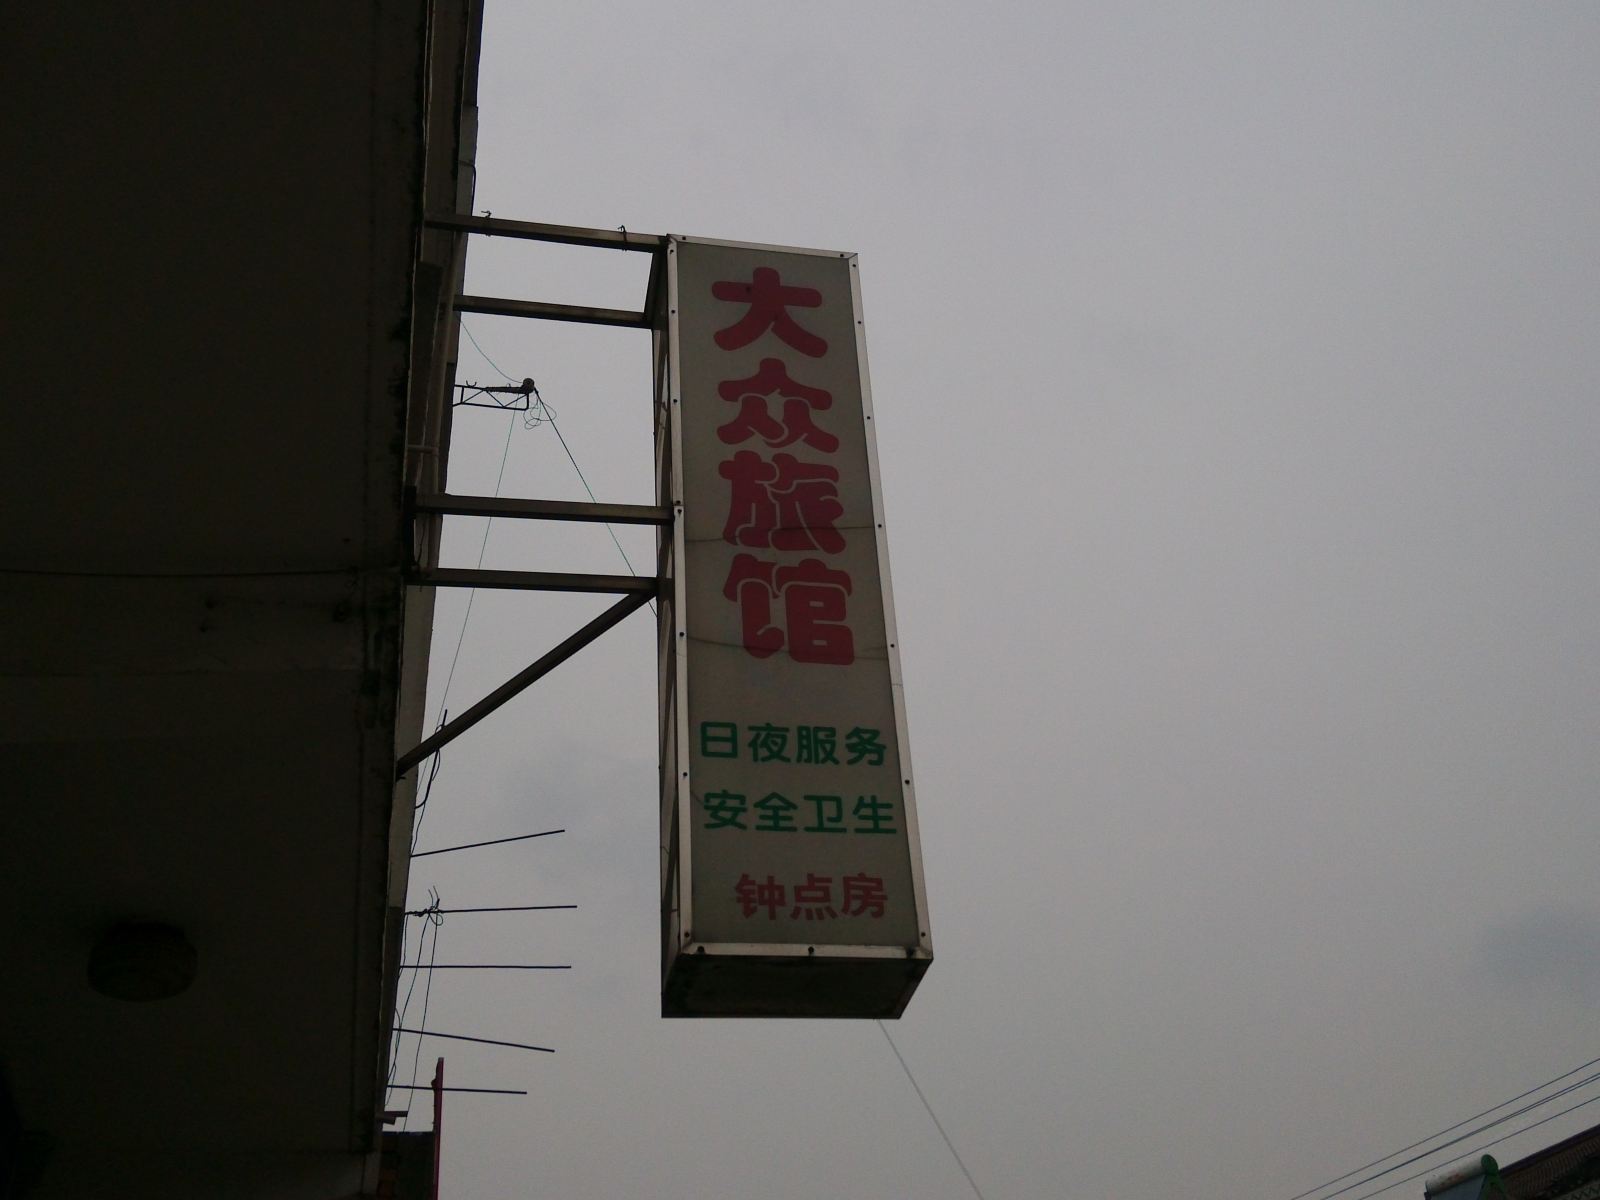 大众旅馆
日夜服务
安全卫生
钟点房